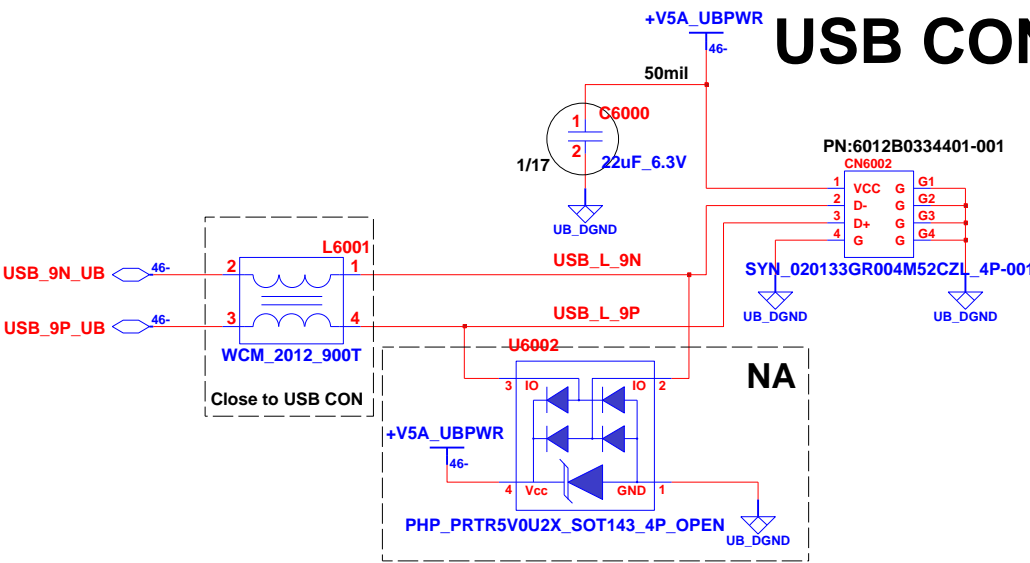 +V5A_UBPWR
USB CON
46-
50mil
C6000
1
2
22uF_6.3V
1/17
UB_DGND
PN:6012B0334401-001
CN6002
1 VCC G G1
2 D- G G2
3 D+ G G3
4 G G G4
SYN_020133GR004M52CZL_4P-001
UB_DGND
UB_DGND
L6001
USB_9N_UB 46- 2 1 USB_L_9N
USB_9P_UB 46- 3 4 USB_L_9P
WCM_2012_900T
Close to USB CON
U6002
NA
3 IO IO 2
+V5A_UBPWR
46-
4 Vcc GND 1
PHP_PRTR5V0U2X_SOT143_4P_OPEN
UB_DGND